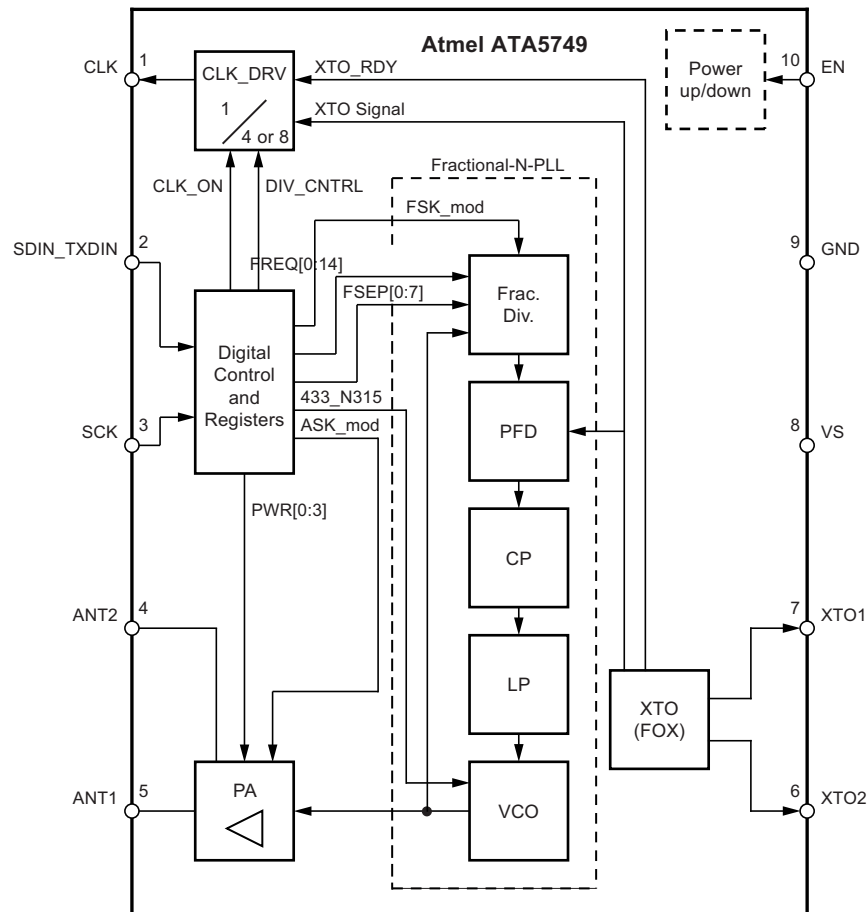 Atmel ATA5749
CLK
1
CLK_DRV
1
4 or 8
XTO_RDY
XTO Signal
Power
up/down
10
EN
CLK_ON
DIV_CNTRL
Fractional-N-PLL
FSK_mod
SDIN_TXDIN
2
FREQ[0:14]
FSEP[0:7]
Frac.
Div.
9
GND
Digital
Control
and
Registers
433_N315
ASK_mod
SCK
3
PFD
8
VS
PWR[0:3]
CP
ANT2
4
LP
7
XTO1
XTO
(FOX)
ANT1
5
PA
VCO
6
XTO2